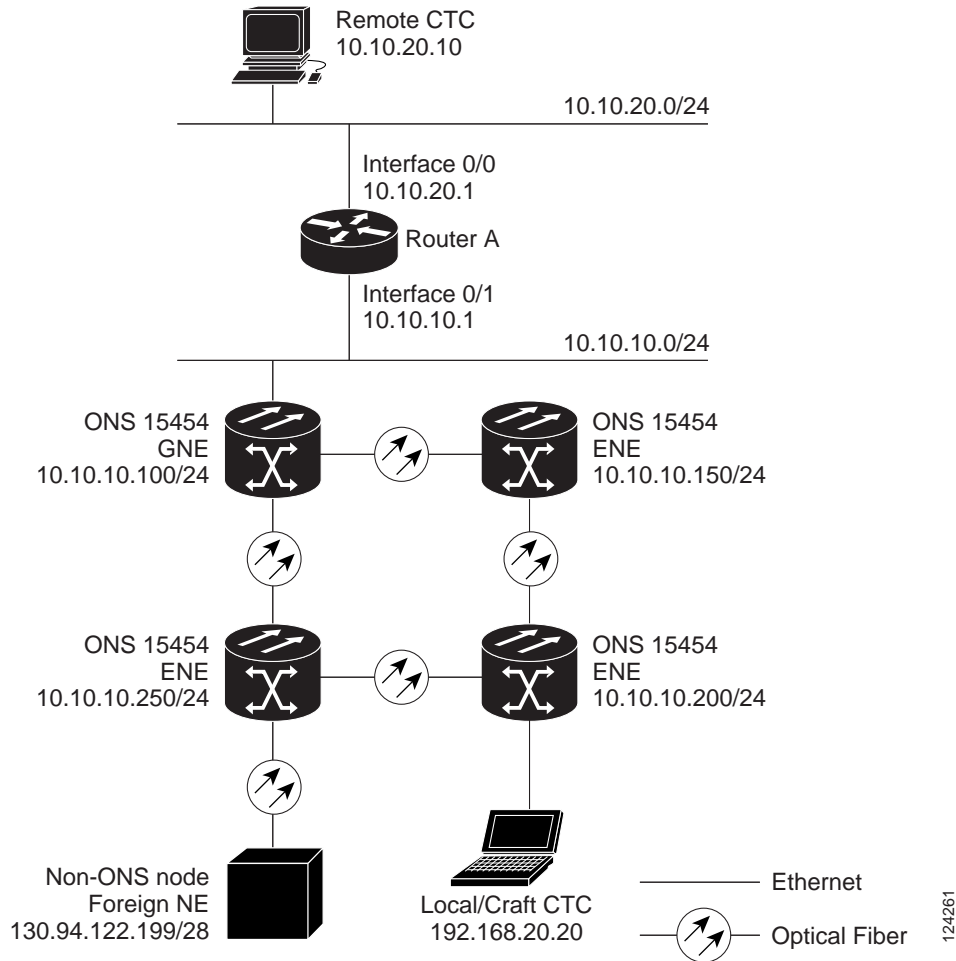 Remote CTC
10.10.20.10
10.10.20.0/24
Interface 0/0
10.10.20.1
Router A
Interface 0/1
10.10.10.1
10.10.10.0/24
ONS 15454
GNE
10.10.10.100/24
ONS 15454
ENE
10.10.10.150/24
ONS 15454
ENE
10.10.10.250/24
ONS 15454
ENE
10.10.10.200/24
Non-ONS node
Foreign NE
130.94.122.199/28
Local/Craft CTC
192.168.20.20
Ethernet
Optical Fiber
124261